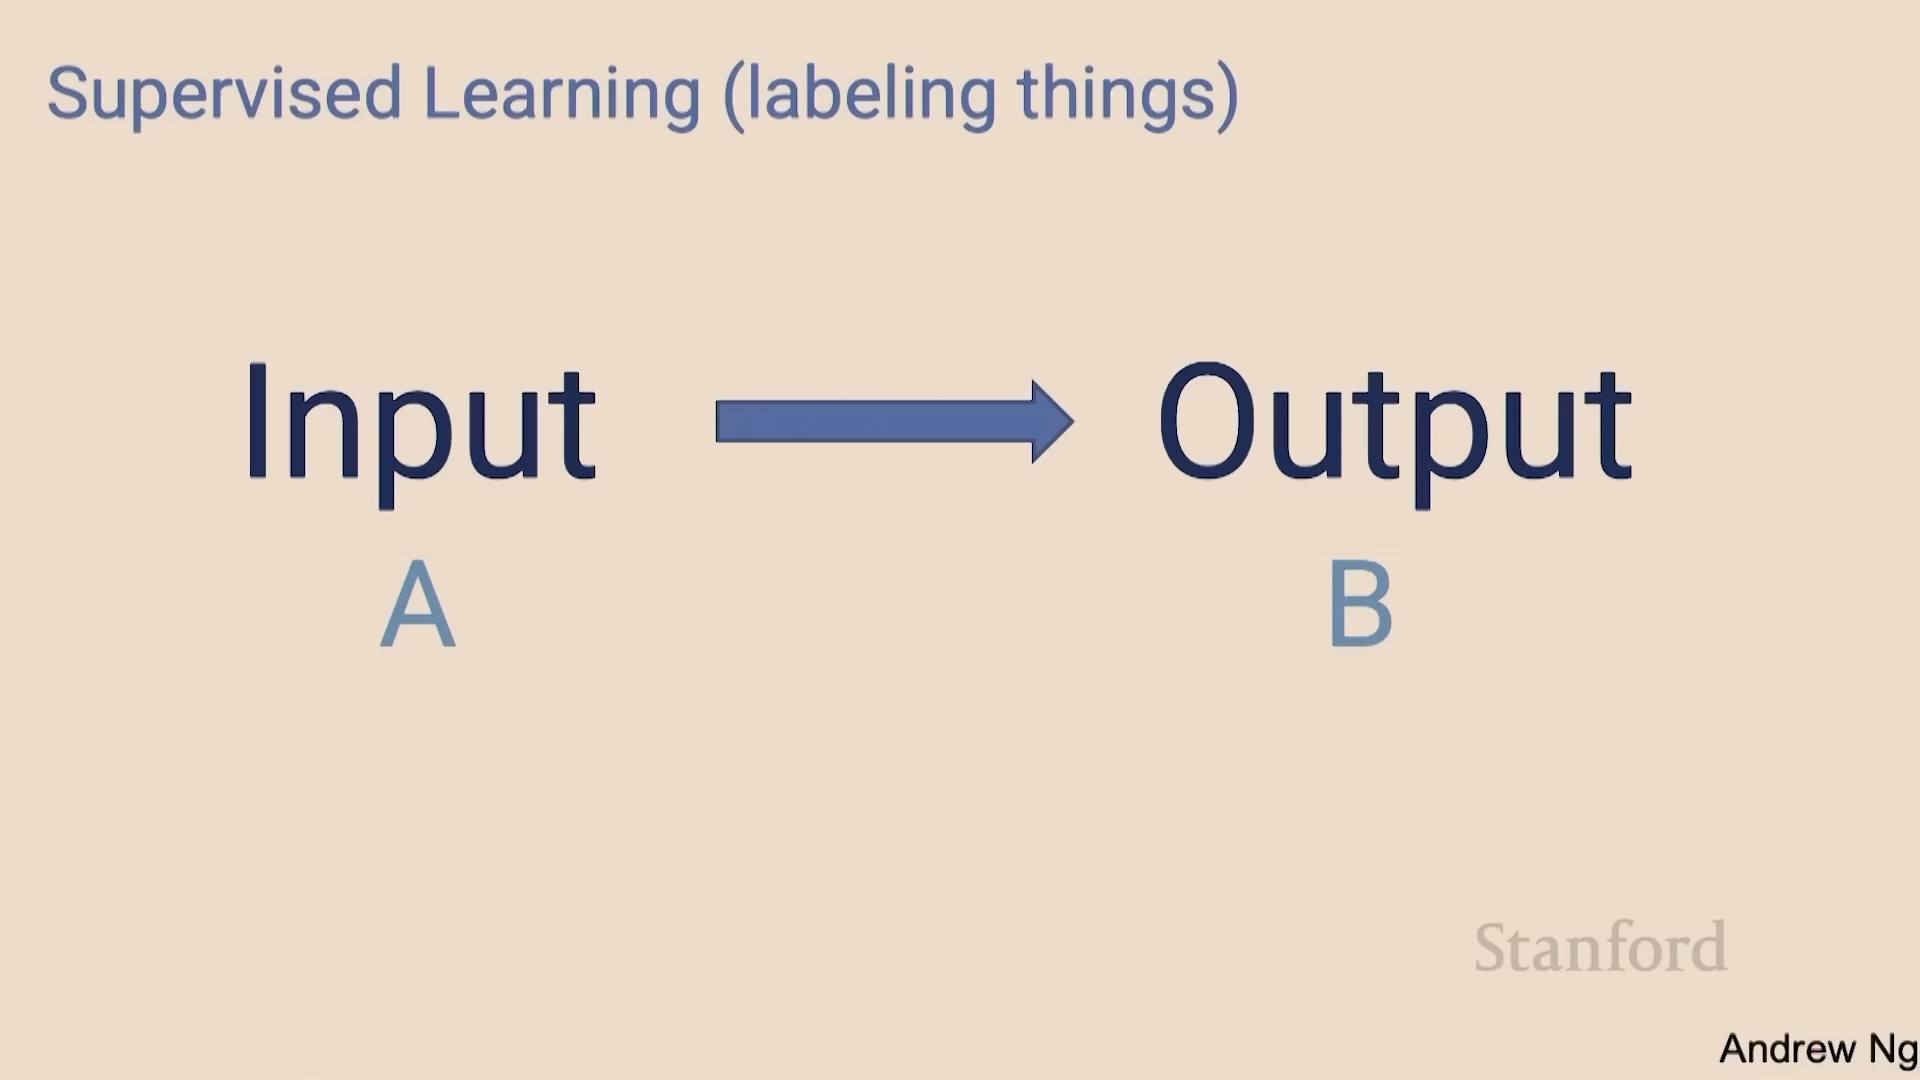 Supervised Learning (labeling things)
Input Output
A B
Stanford
Andrew Ng